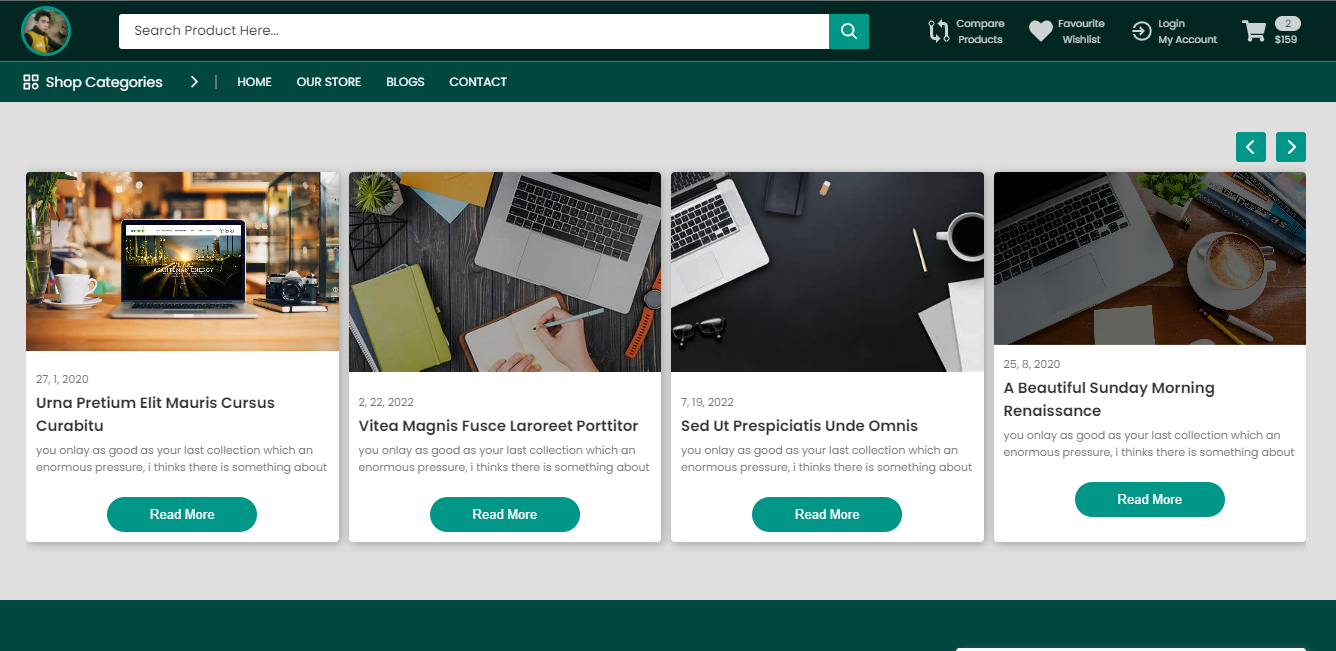 Search Product Here...
Compare
Products
Favourite
Wishlist
Login
My Account
2
$159
Shop Categories
HOME
OUR STORE
BLOGS
CONTACT
27, 1, 2020
Urna Pretium Elit Mauris Cursus
Curabitu
you onlay as good as your last collection which an
enormous pressure, i thinks there is something about
Read More
2, 22, 2022
Vitea Magnis Fusce Laroreet Porttitor
you onlay as good as your last collection which an
enormous pressure, i thinks there is something about
Read More
7, 19, 2022
Sed Ut Prespiciatis Unde Omnis
you onlay as good as your last collection which an
enormous pressure, i thinks there is something about
Read More
25, 8, 2020
A Beautiful Sunday Morning
Renaissance
you onlay as good as your last collection which an
enormous pressure, i thinks there is something about
Read More